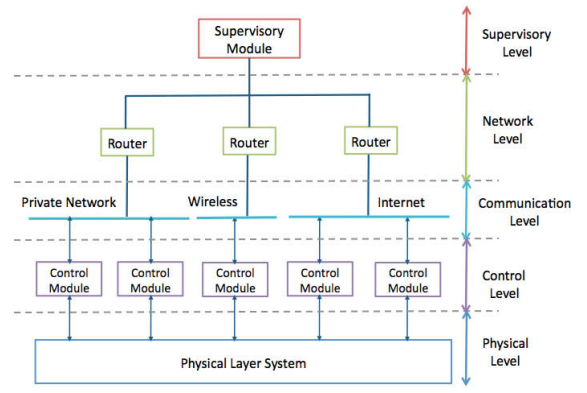 Supervisory
Module
Supervisory
Level
Router
Router
Router
Network
Level
Private Network
Wireless
Internet
Communication
Level
Control
Module
Control
Module
Control
Module
Control
Module
Control
Module
Control
Level
Physical Layer System
Physical
Level